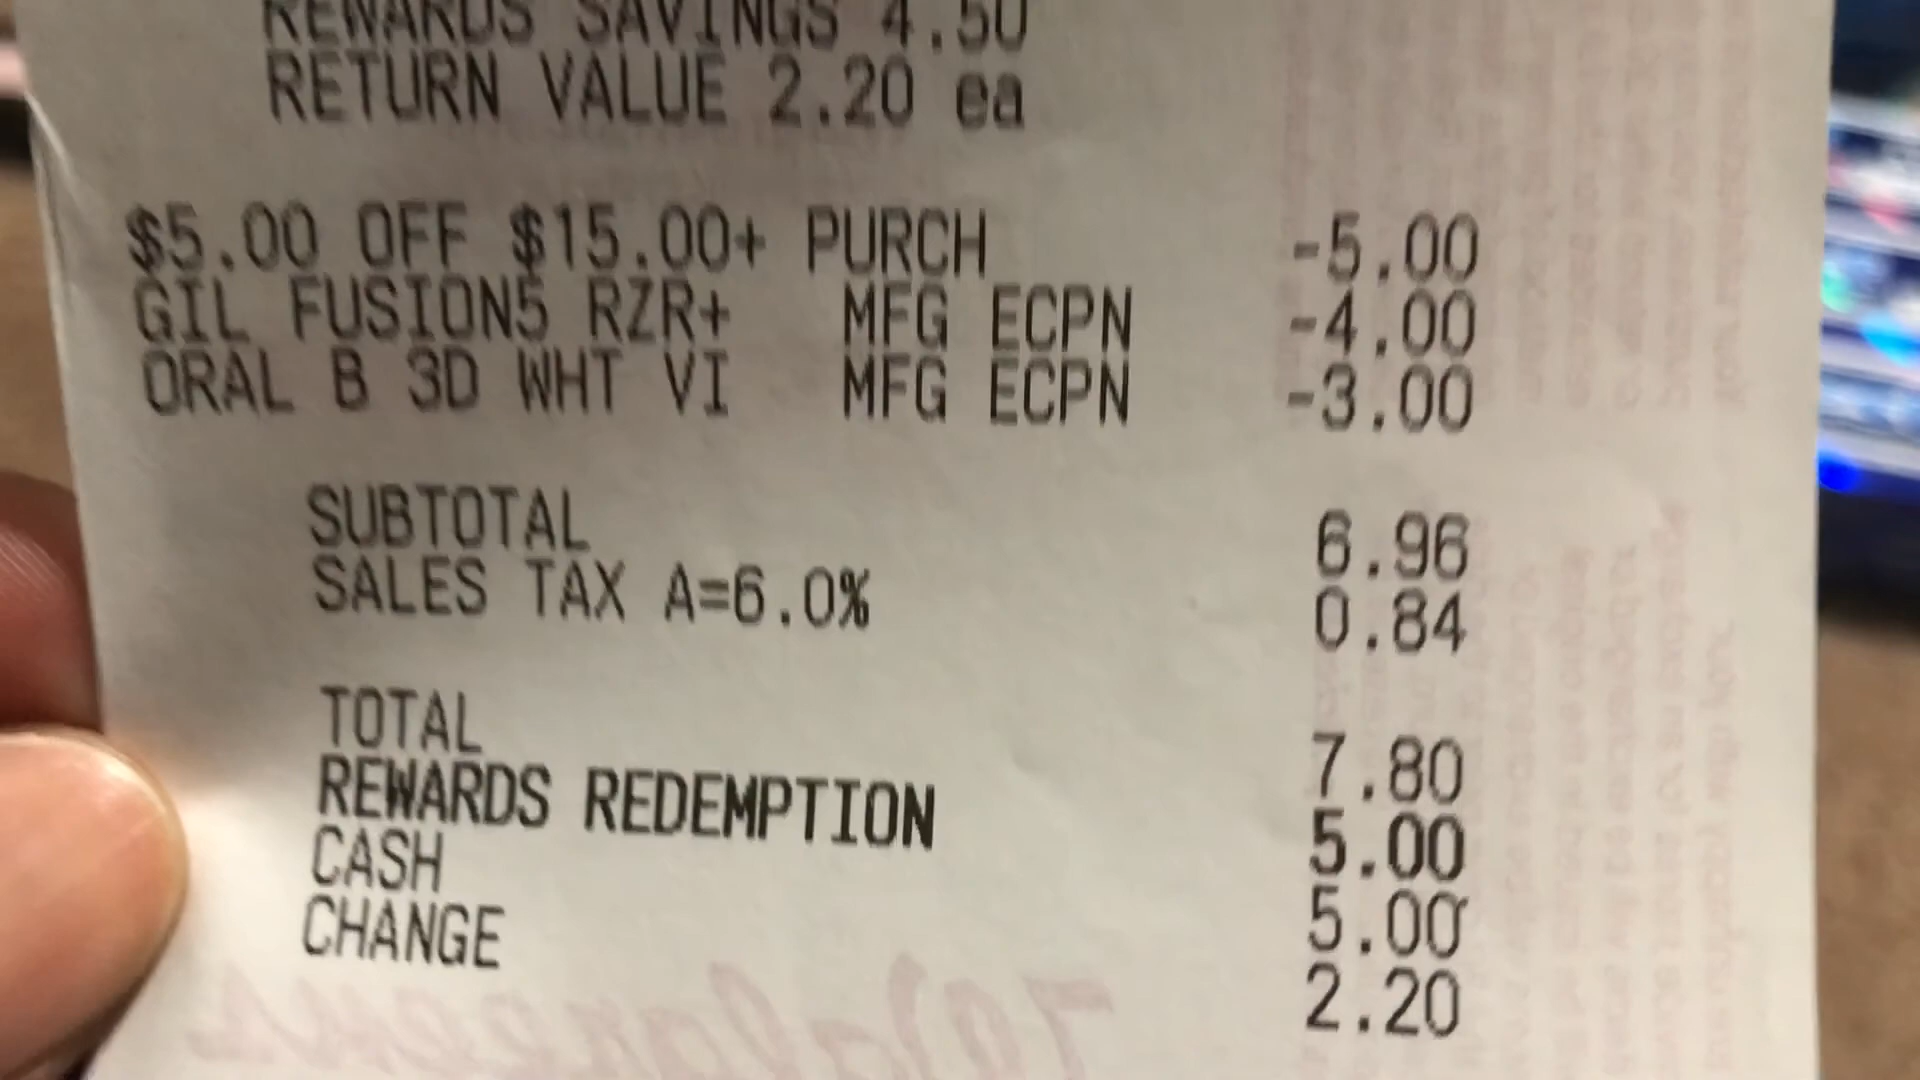 REWARDS SAVINGS 4.50
RETURN VALUE 2.20 ea
$5.00 OFF $15.00+ PURCH -5.00
GIL FUSION5 RZR+ MFG ECPN -4.00
ORAL B 3D WHT VI MFG ECPN -3.00
SUBTOTAL 6.96
SALES TAX A=6.0% 0.84
TOTAL 7.80
REWARDS REDEMPTION 5.00
CASH 5.00
CHANGE 2.20
Walgreens